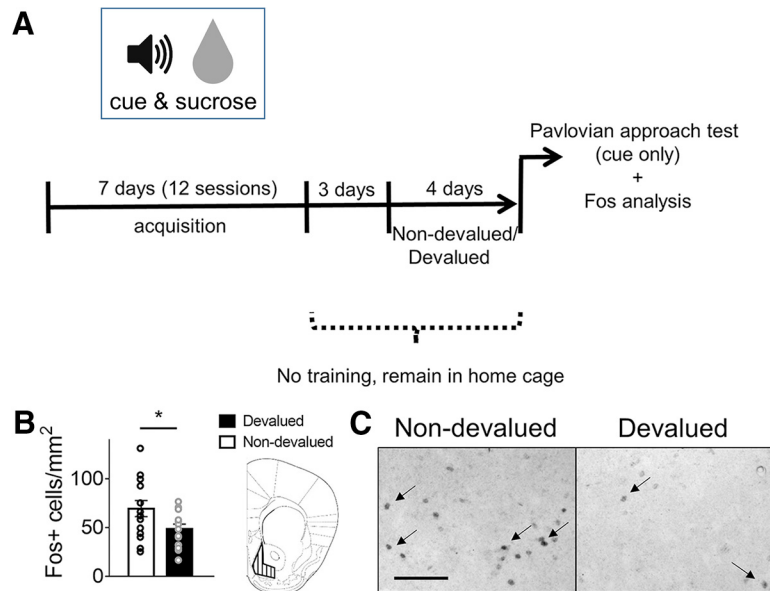 A
cue & sucrose
7 days (12 sessions)
acquisition
3 days
4 days
Non-devalued/
Devalued
Pavlovian approach test
(cue only)
+
Fos analysis
No training, remain in home cage
B
*
Fos+ cells/mm2
100
50
0
Devalued
Non-devalued
C
Non-devalued
Devalued